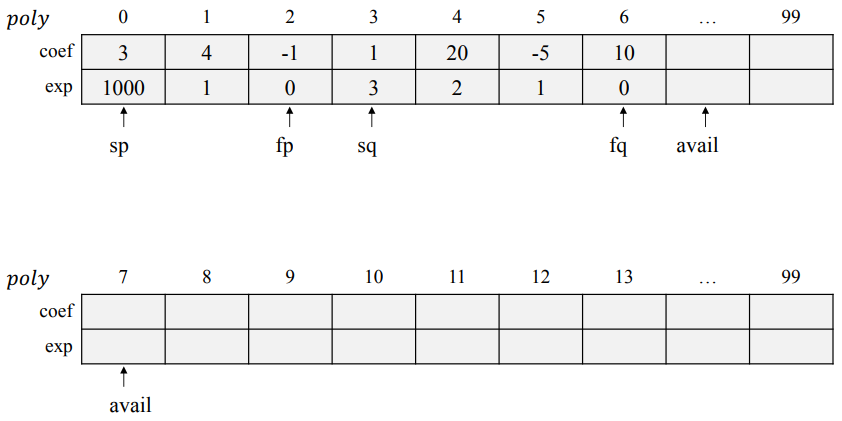 poly 0 1 2 3 4 5 6 … 99
coef 3 4 -1 1 20 -5 10
exp 1000 1 0 3 2 1 0
sp fp sq fq avail
poly 7 8 9 10 11 12 13 … 99
coef
exp
avail